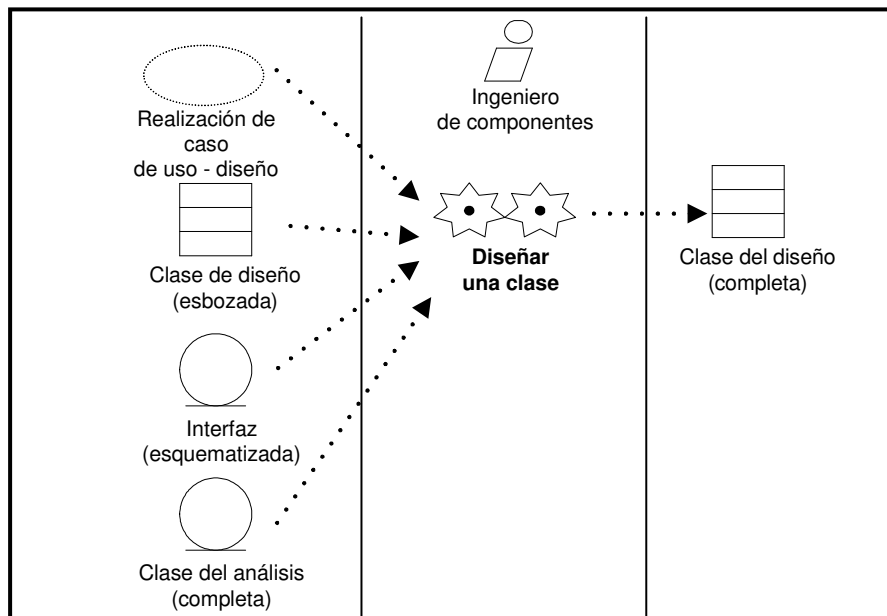 Realización de
caso
de uso - diseño
Clase de diseño
(esbozada)
Interfaz
(esquematizada)
Clase del análisis
(completa)
Ingeniero
de componentes
Diseñar
una clase
Clase del diseño
(completa)